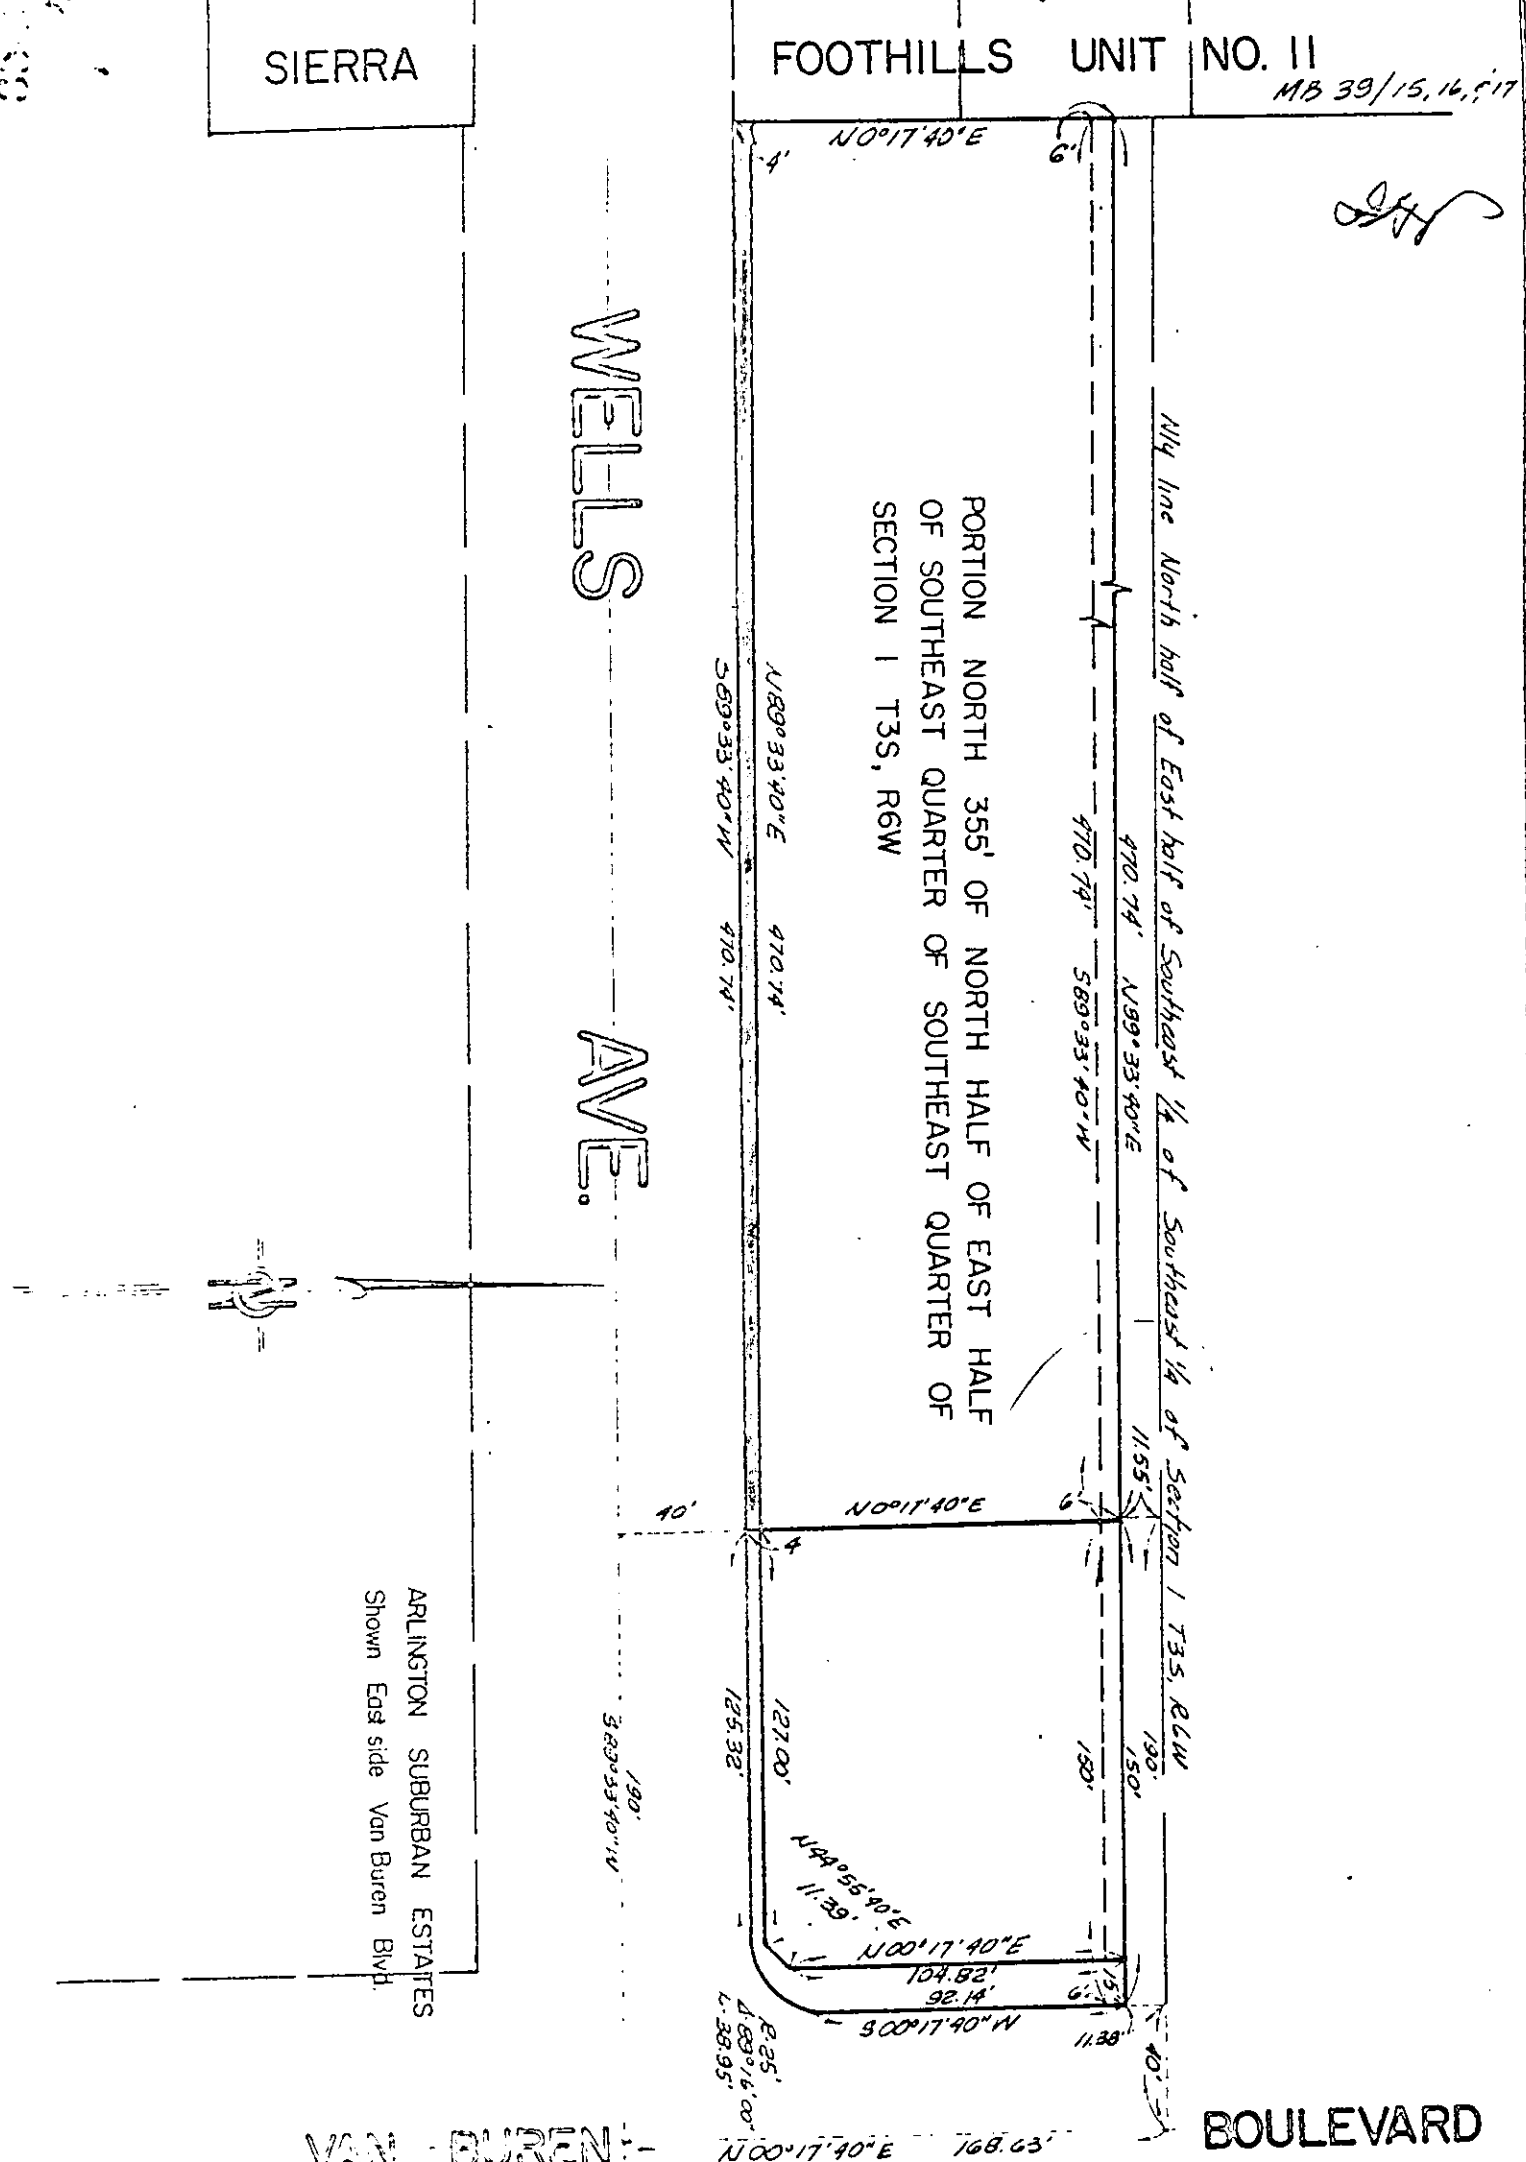 SIERRA
FOOTHILLS UNIT NO. 11
MB 39/15, 16, & 17
N0°17'40"E
4'
6'
WELLS AVE.
Nly line North half of East half of Southeast 1/4 of Southeast 1/4 of Section 1 T3S, R6W
PORTION NORTH 355' OF NORTH HALF OF EAST HALF
OF SOUTHEAST QUARTER OF SOUTHEAST QUARTER OF
SECTION 1 T3S, R6W
470.74' N89°33'40"E
470.74' S89°33'40"W
N89°33'40"E 470.74'
S89°33'40"W 470.74'
11.55'
6'
N0°17'40"E
40'
4
190'
150'
150'
127.00'
125.32'
190'
S89°33'40"W
N44°55'40"E
11.39'
N00°17'40"E
104.82'
92.14'
S00°17'40"W
15'
6'
11.38'
40'
R-25'
Δ-89°16'00"
L-38.95'
ARLINGTON SUBURBAN ESTATES
Shown East side Van Buren Blvd.
VAN BUREN BOULEVARD
N00°17'40"E 168.63'